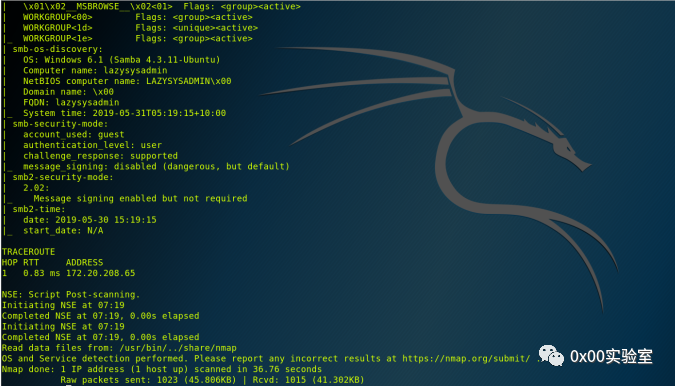 |   \x01\x02__MSBROWSE__\x02<01>  Flags: <group><active>
|   WORKGROUP<00>        Flags: <group><active>
|   WORKGROUP<1d>        Flags: <unique><active>
|_  WORKGROUP<1e>        Flags: <group><active>
| smb-os-discovery:
|   OS: Windows 6.1 (Samba 4.3.11-Ubuntu)
|   Computer name: lazysysadmin
|   NetBIOS computer name: LAZYSYSADMIN\x00
|   Domain name: \x00
|   FQDN: lazysysadmin
|_  System time: 2019-05-31T05:19:15+10:00
| smb-security-mode:
|   account_used: guest
|   authentication_level: user
|   challenge_response: supported
|_  message_signing: disabled (dangerous, but default)
| smb2-security-mode:
|   2.02:
|_    Message signing enabled but not required
| smb2-time:
|   date: 2019-05-30 15:19:15
|_  start_date: N/A
TRACEROUTE
HOP RTT     ADDRESS
1   0.83 ms 172.20.208.65
NSE: Script Post-scanning.
Initiating NSE at 07:19
Completed NSE at 07:19, 0.00s elapsed
Initiating NSE at 07:19
Completed NSE at 07:19, 0.00s elapsed
Read data files from: /usr/bin/../share/nmap
OS and Service detection performed. Please report any incorrect results at https://nmap.org/submit/ .
Nmap done: 1 IP address (1 host up) scanned in 36.76 seconds
           Raw packets sent: 1023 (45.806KB) | Rcvd: 1015 (41.302KB)
0x00实验室